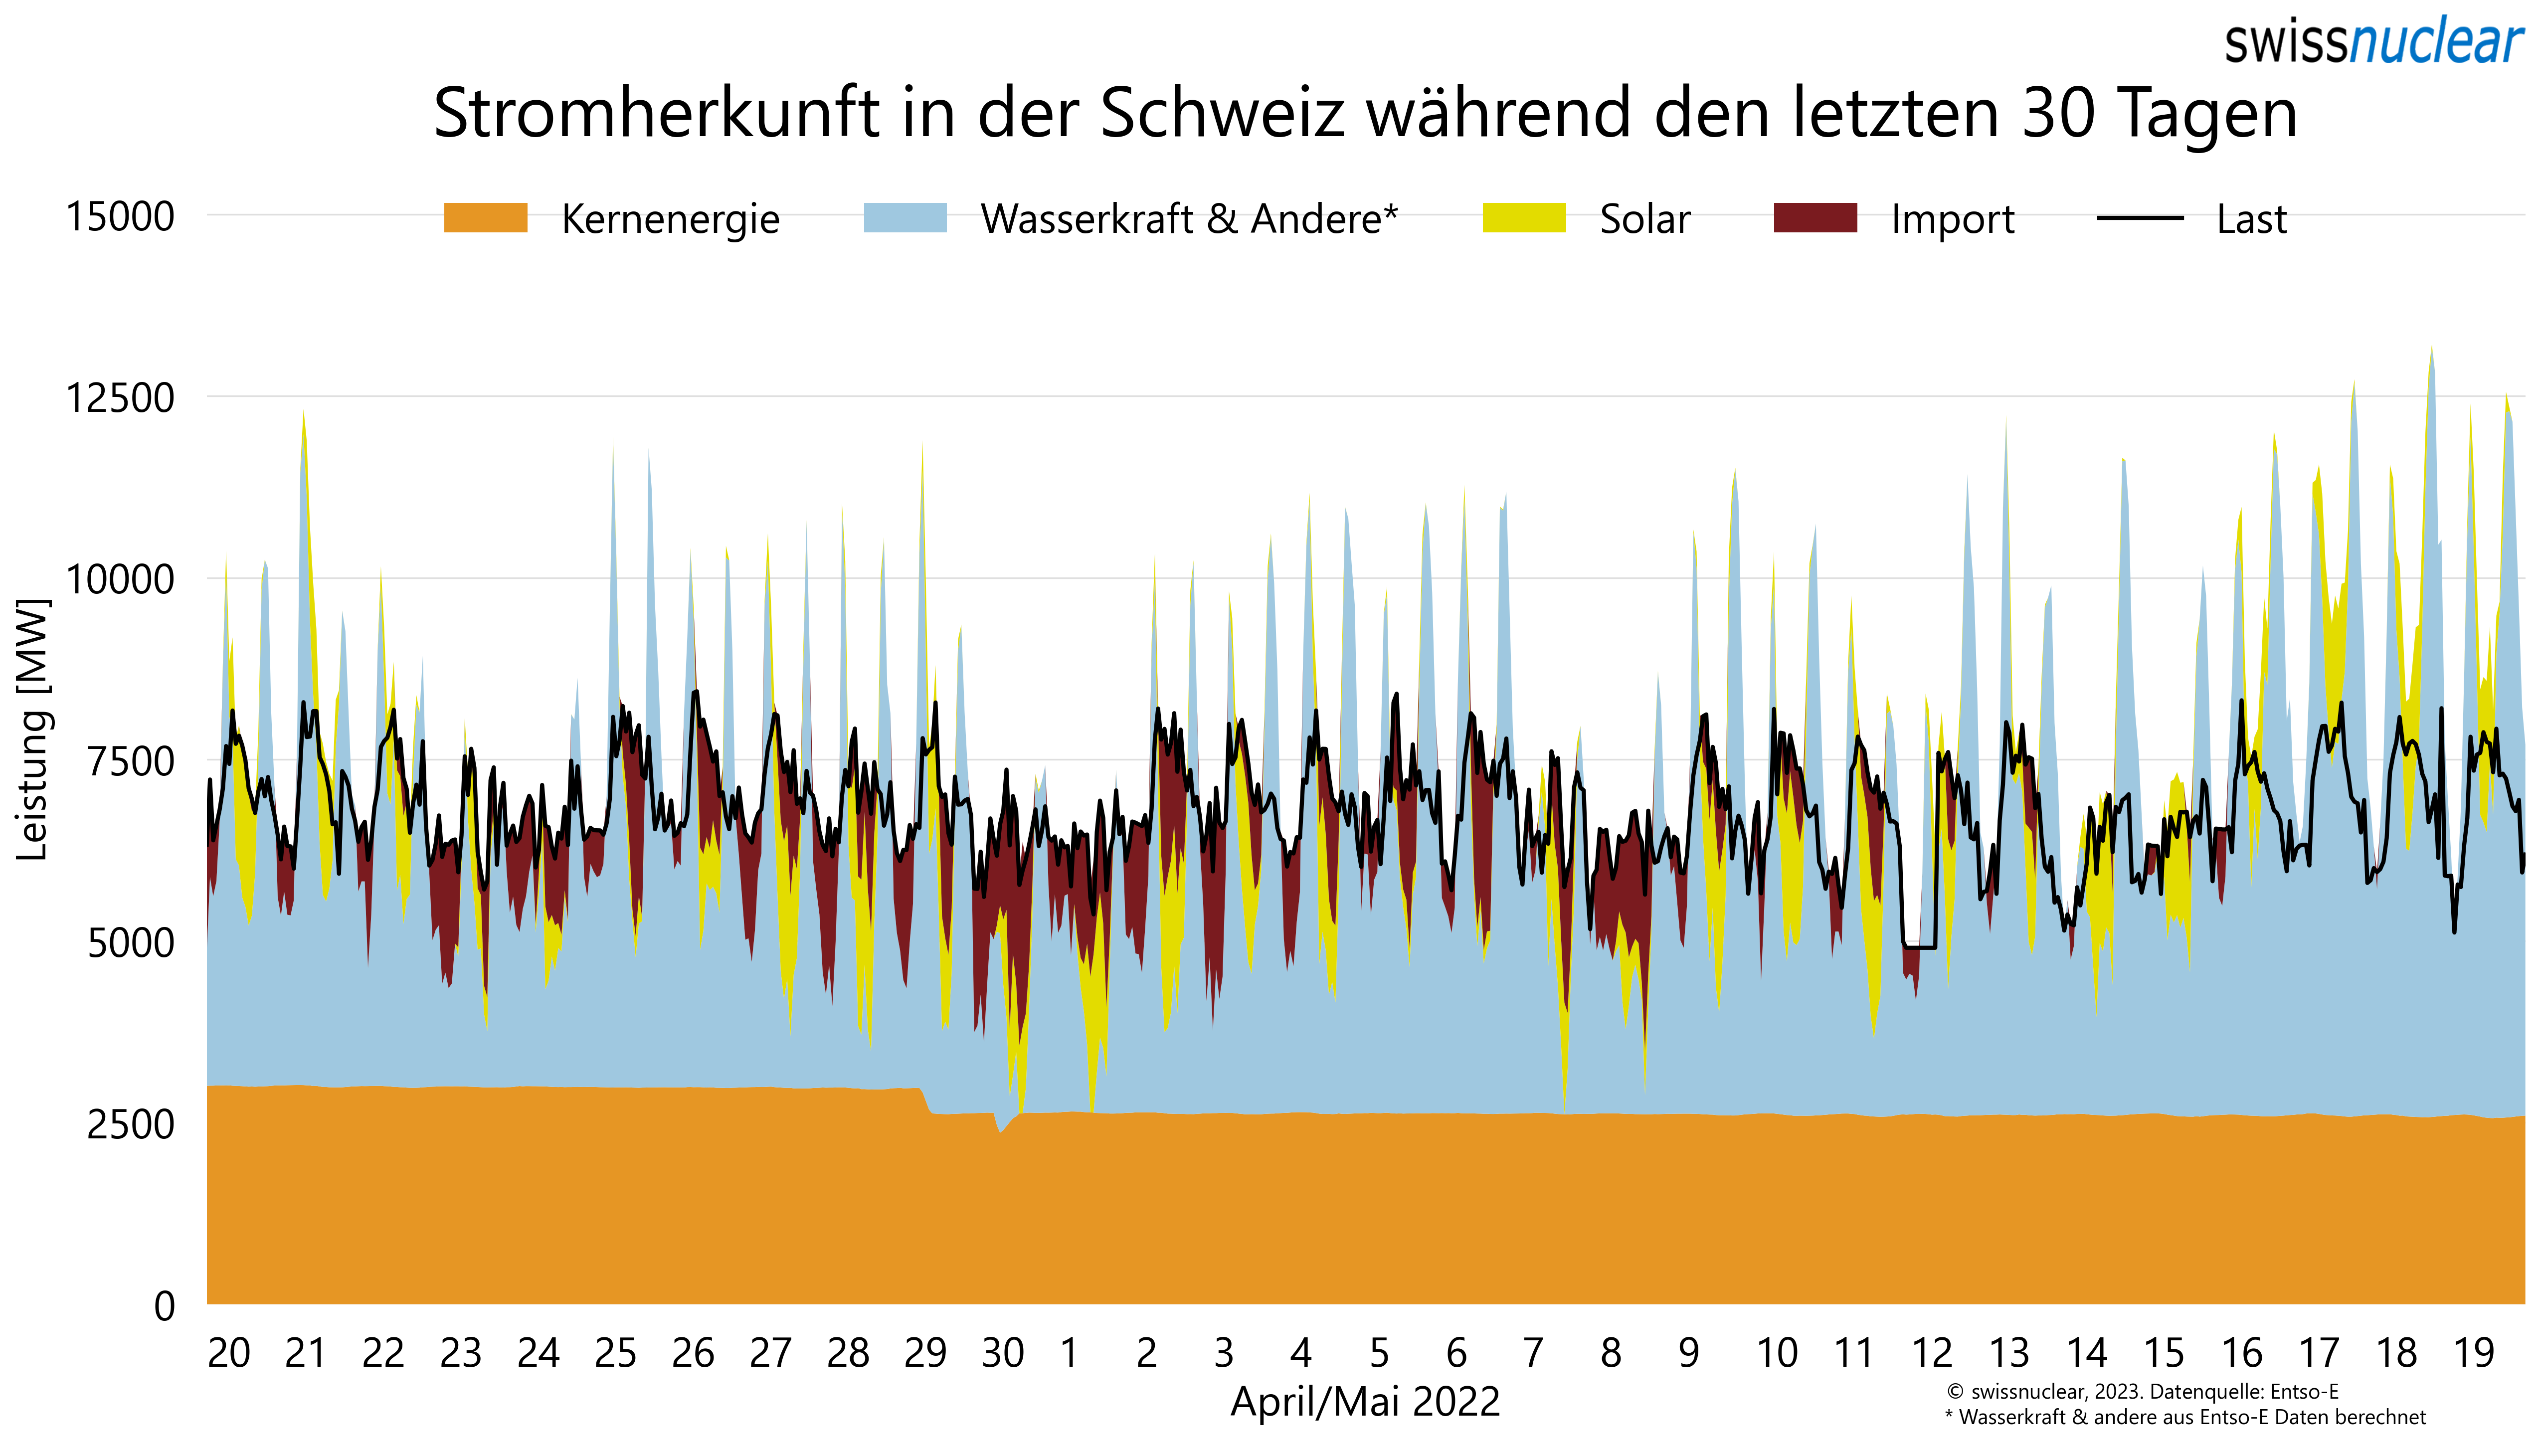 swissnuclear
Stromherkunft in der Schweiz während den letzten 30 Tagen
Kernenergie Wasserkraft & Andere* Solar Import Last
15000
12500
10000
7500
5000
2500
0
Leistung [MW]
20 21 22 23 24 25 26 27 28 29 30 1 2 3 4 5 6 7 8 9 10 11 12 13 14 15 16 17 18 19
April/Mai 2022
© swissnuclear, 2023. Datenquelle: Entso-E
* Wasserkraft & andere aus Entso-E Daten berechnet